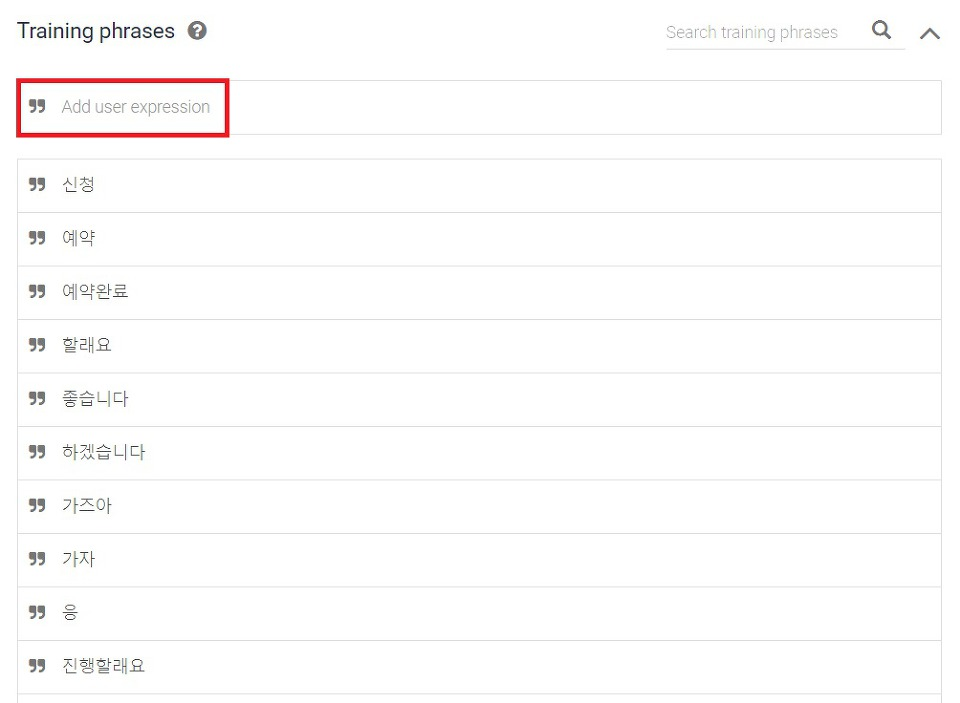 Training phrases ?
Search training phrases
Add user expression
신청
예약
예약완료
할래요
좋습니다
하겠습니다
가즈아
가자
응
진행할래요